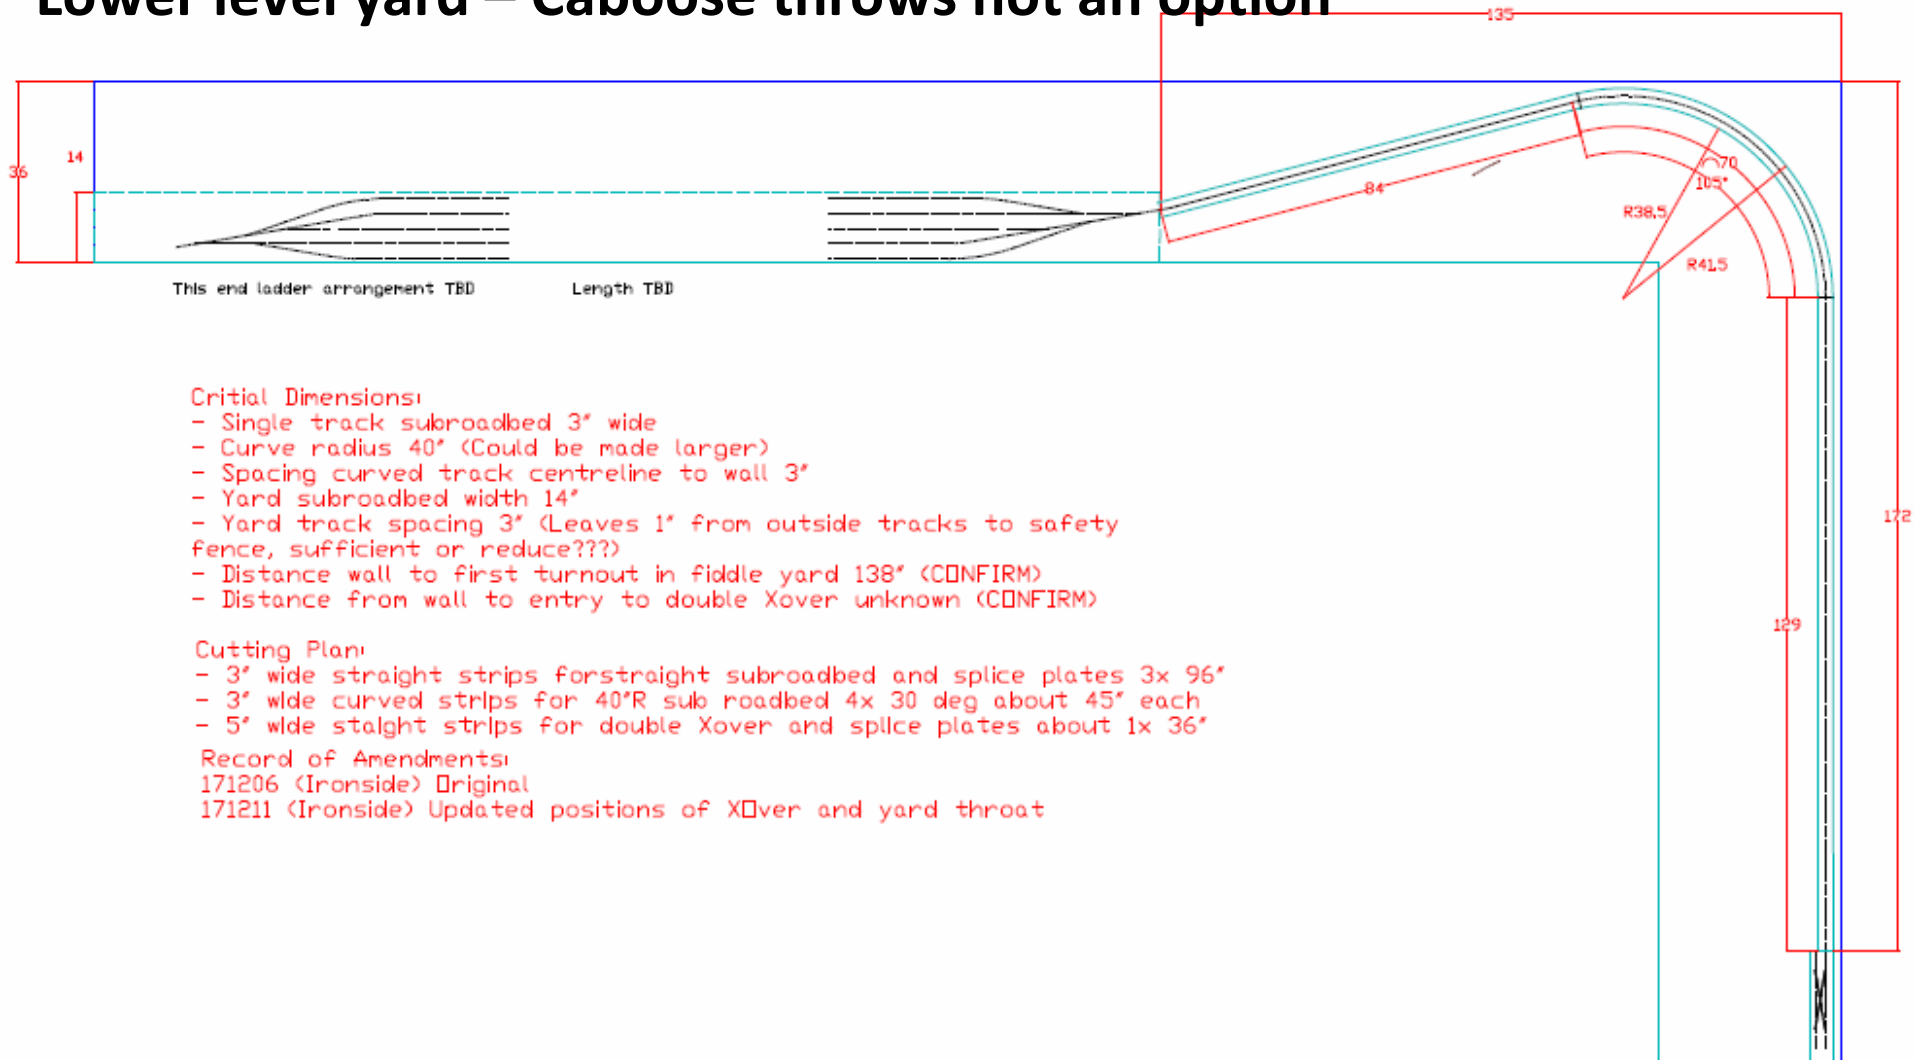 Lower level yard – Caboose throws not an option
135
36
14
84
70
105°
R38.5
R41.5
172
129
This end ladder arrangement TBD
Length TBD
Critial Dimensions:
- Single track subroadbed 3" wide
- Curve radius 40" (Could be made larger)
- Spacing curved track centreline to wall 3"
- Yard subroadbed width 14"
- Yard track spacing 3" (Leaves 1" from outside tracks to safety
fence, sufficient or reduce???)
- Distance wall to first turnout in fiddle yard 138" (CONFIRM)
- Distance from wall to entry to double Xover unknown (CONFIRM)
Cutting Plan:
- 3" wide straight strips forstraight subroadbed and splice plates 3x 96"
- 3" wide curved strips for 40"R sub roadbed 4x 30 deg about 45" each
- 5" wide staight strips for double Xover and splice plates about 1x 36"
Record of Amendments:
171206 (Ironside) Original
171211 (Ironside) Updated positions of XOver and yard throat